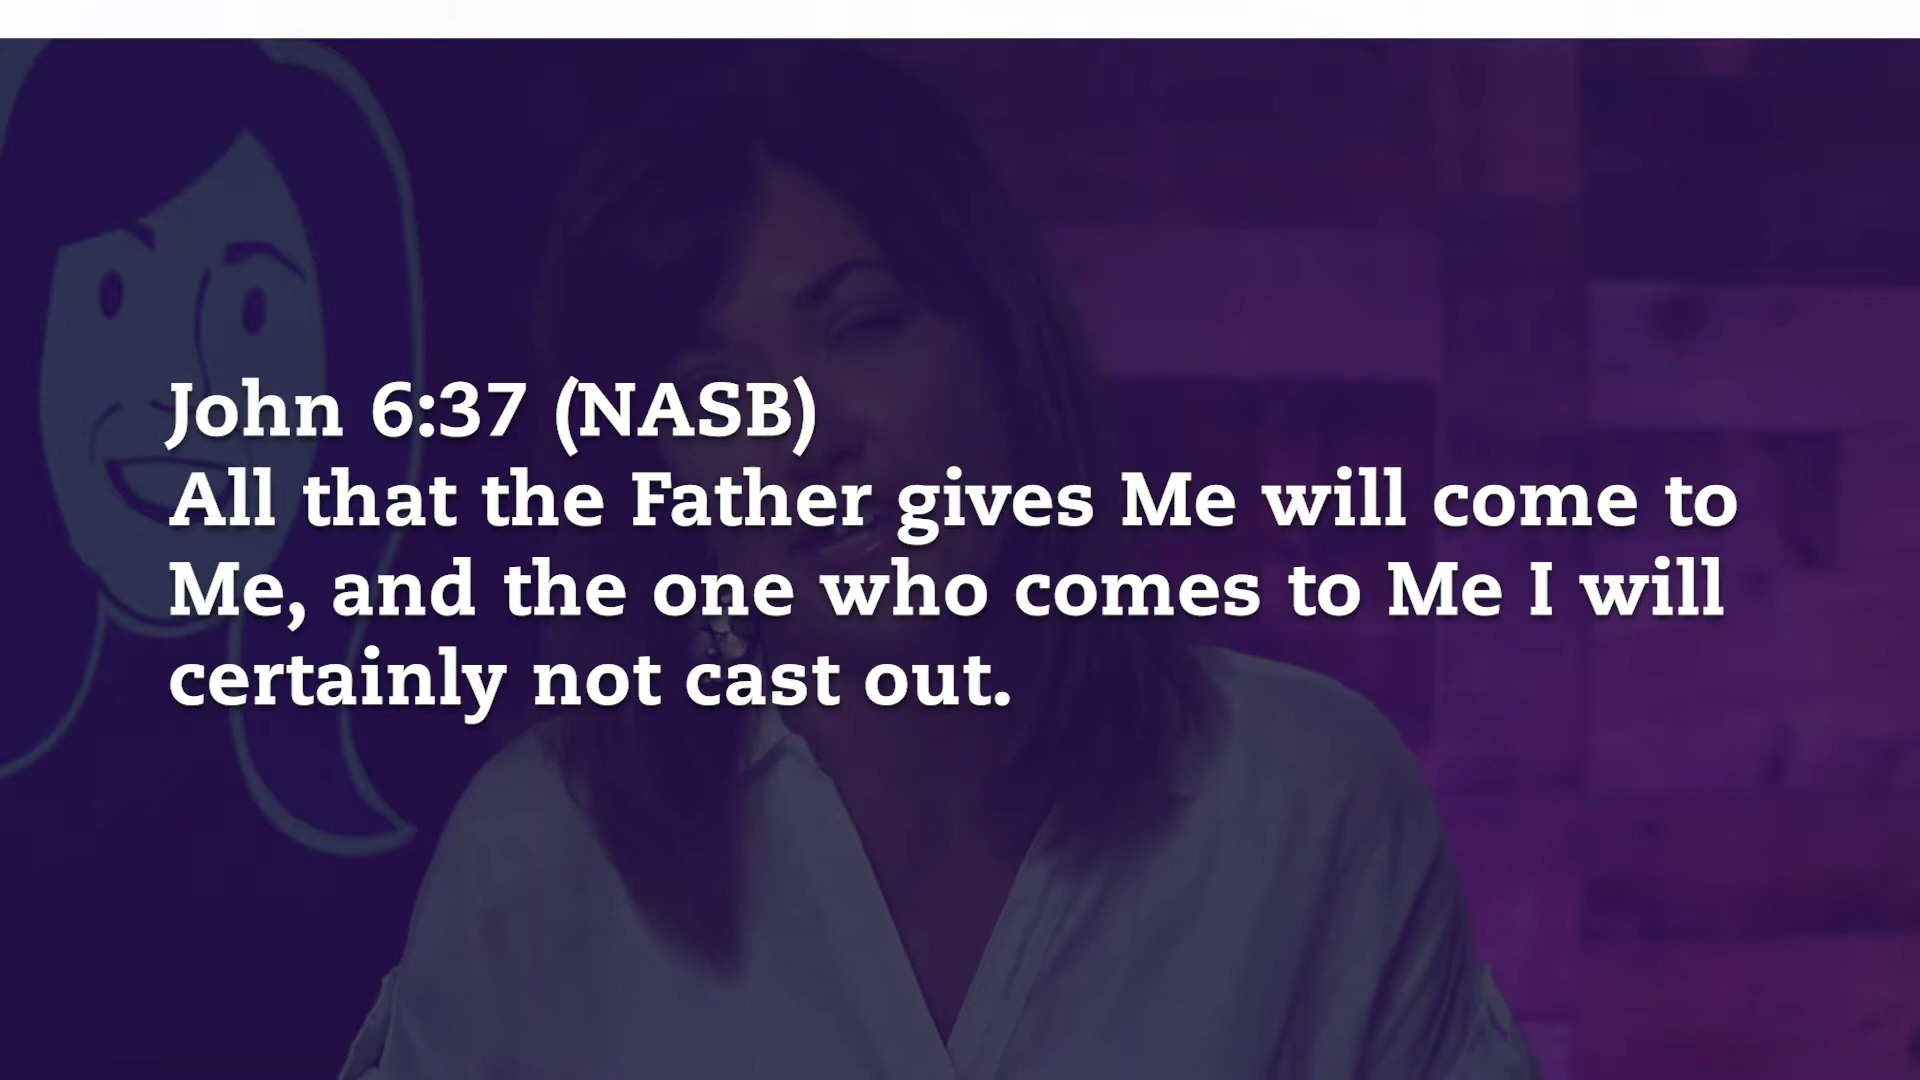 John 6:37 (NASB)
All that the Father gives Me will come to
Me, and the one who comes to Me I will
certainly not cast out.